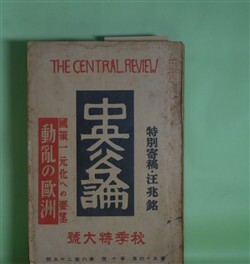 THE CENTRAL REVIEW
中央公論
特別寄稿・汪兆銘
國策一元化への要望
動亂の歐洲
秋季特大號